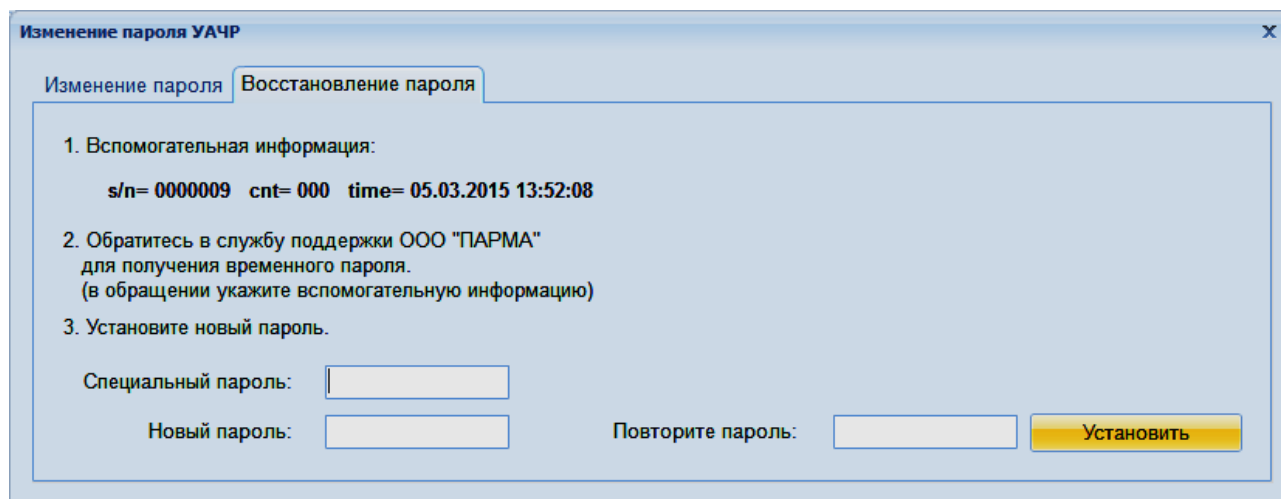 Изменение пароля УАЧР
x
Изменение пароля
Восстановление пароля
1. Вспомогательная информация:
s/n= 0000009 cnt= 000 time= 05.03.2015 13:52:08
2. Обратитесь в службу поддержки ООО "ПАРМА"
для получения временного пароля.
(в обращении укажите вспомогательную информацию)
3. Установите новый пароль.
Специальный пароль:
Новый пароль:
Повторите пароль:
Установить